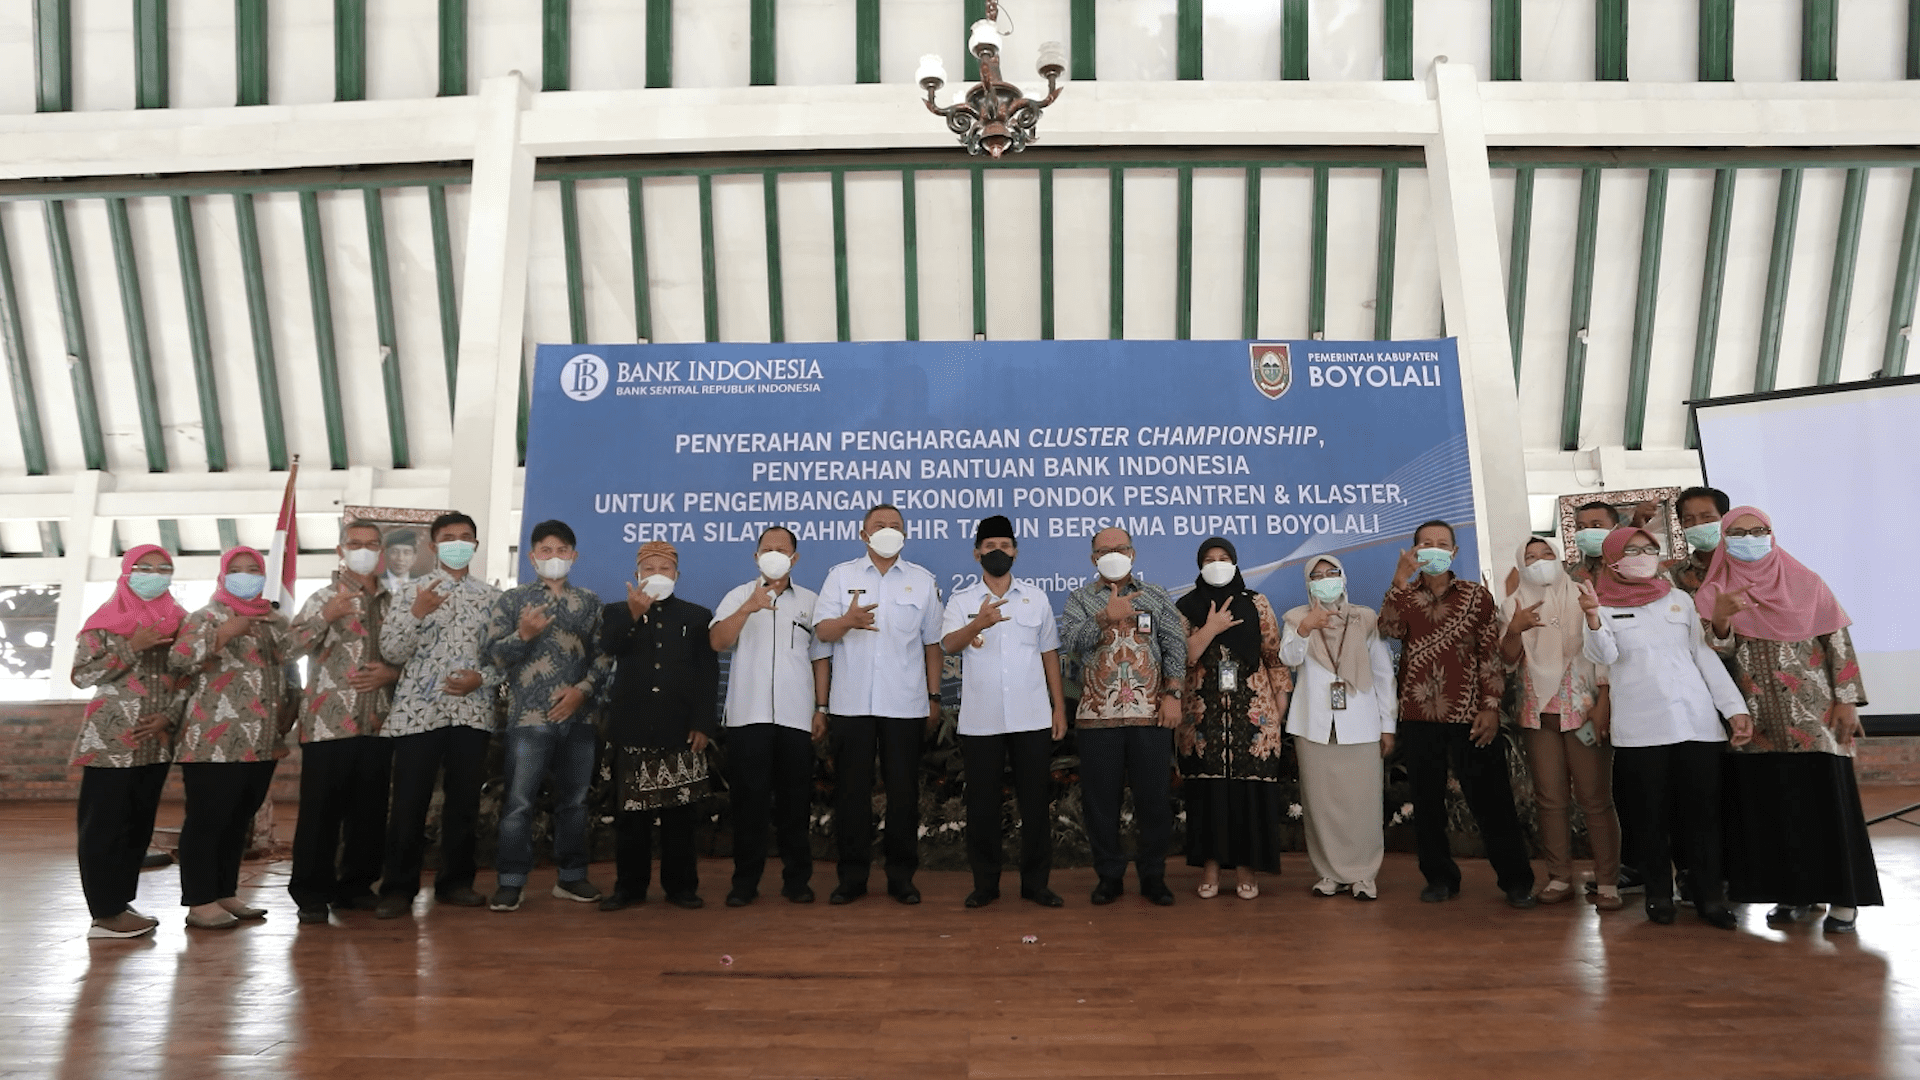 BANK INDONESIA
BANK SENTRAL REPUBLIK INDONESIA
PEMERINTAH KABUPATEN
BOYOLALI
PENYERAHAN PENGHARGAAN CLUSTER CHAMPIONSHIP,
PENYERAHAN BANTUAN BANK INDONESIA
UNTUK PENGEMBANGAN EKONOMI PONDOK PESANTREN & KLASTER,
SERTA BERSAMA BUPATI BOYOLALI
22